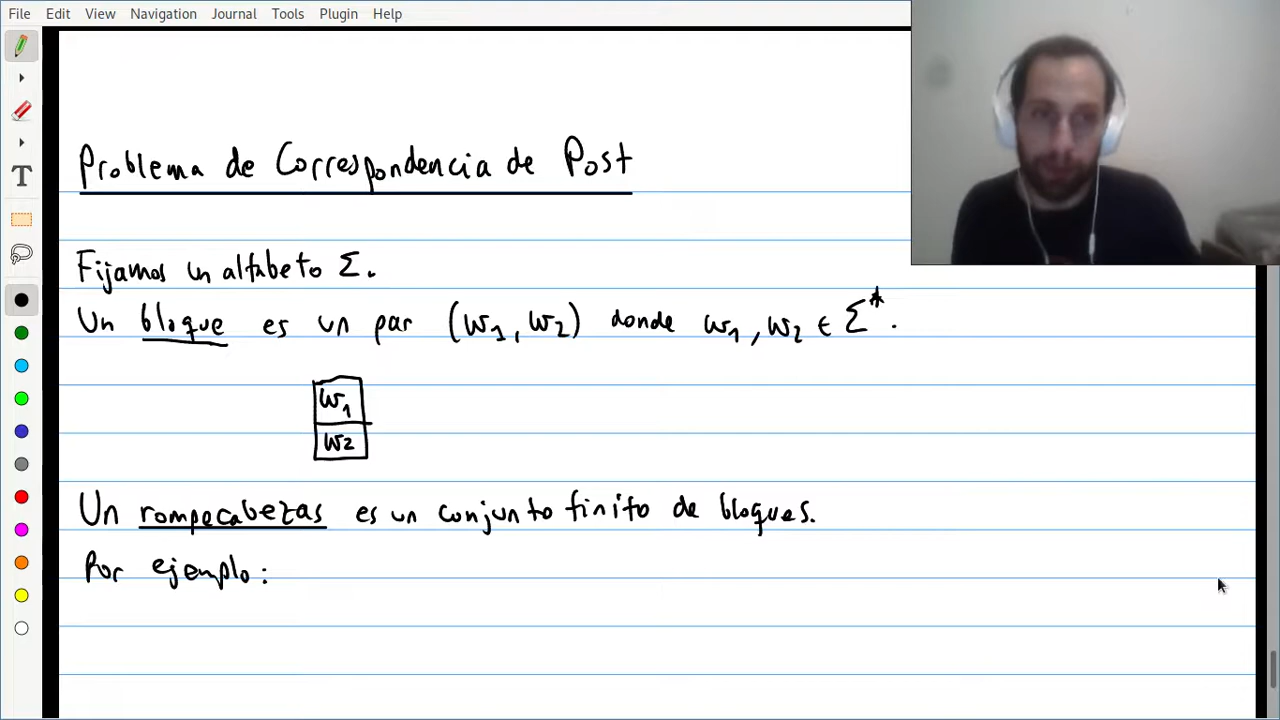 File Edit View Navigation Journal Tools Plugin Help
T
Problema de Correspondencia de Post
Fijamos un alfabeto Σ.
Un bloque es un par (w₁, w₂) donde w₁, w₂ ∈ Σ*.
w₁
w₂
Un rompecabezas es un conjunto finito de bloques.
Por ejemplo: